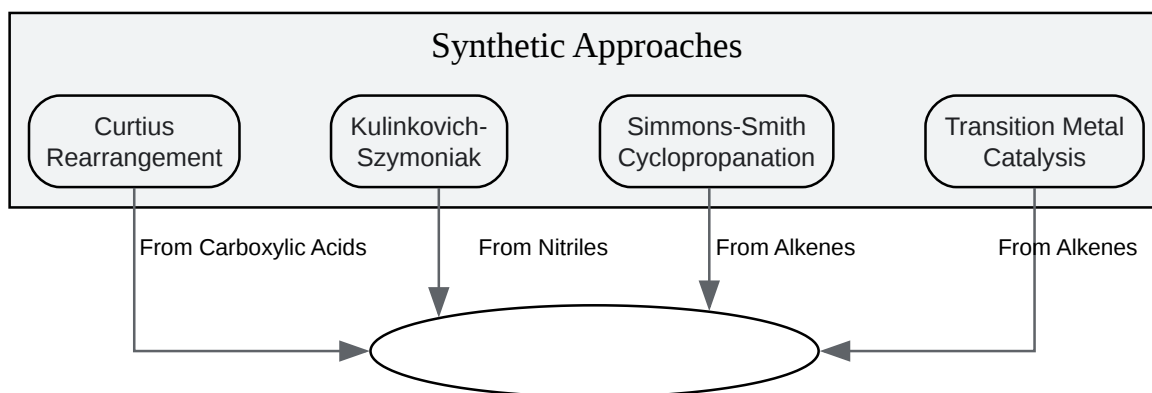 Synthetic Approaches
Curtius
Rearrangement
Kulinkovich-
Szymoniak
Simmons-Smith
Cyclopropanation
Transition Metal
Catalysis
From Carboxylic Acids
From Nitriles
From Alkenes
From Alkenes